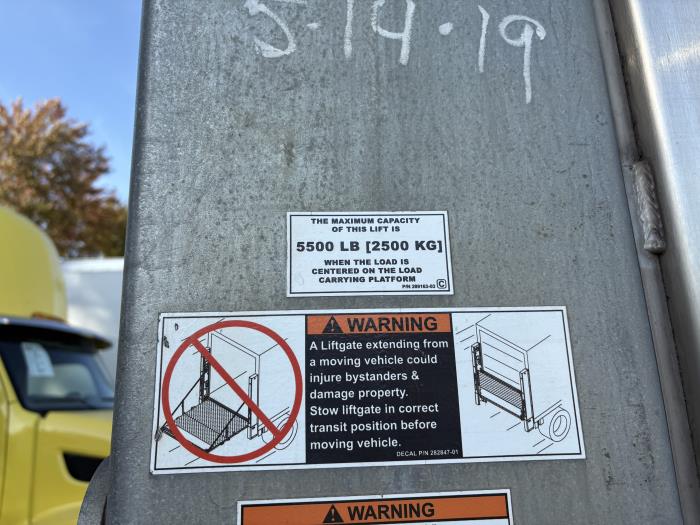 5.14.19
THE MAXIMUM CAPACITY
OF THIS LIFT IS
5500 LB [2500 KG]
WHEN THE LOAD IS
CENTERED ON THE LOAD
CARRYING PLATFORM
P/N 289163-03 C
WARNING
A Liftgate extending from
a moving vehicle could
injure bystanders &
damage property.
Stow liftgate in correct
transit position before
moving vehicle.
DECAL P/N 282847-01
WARNING